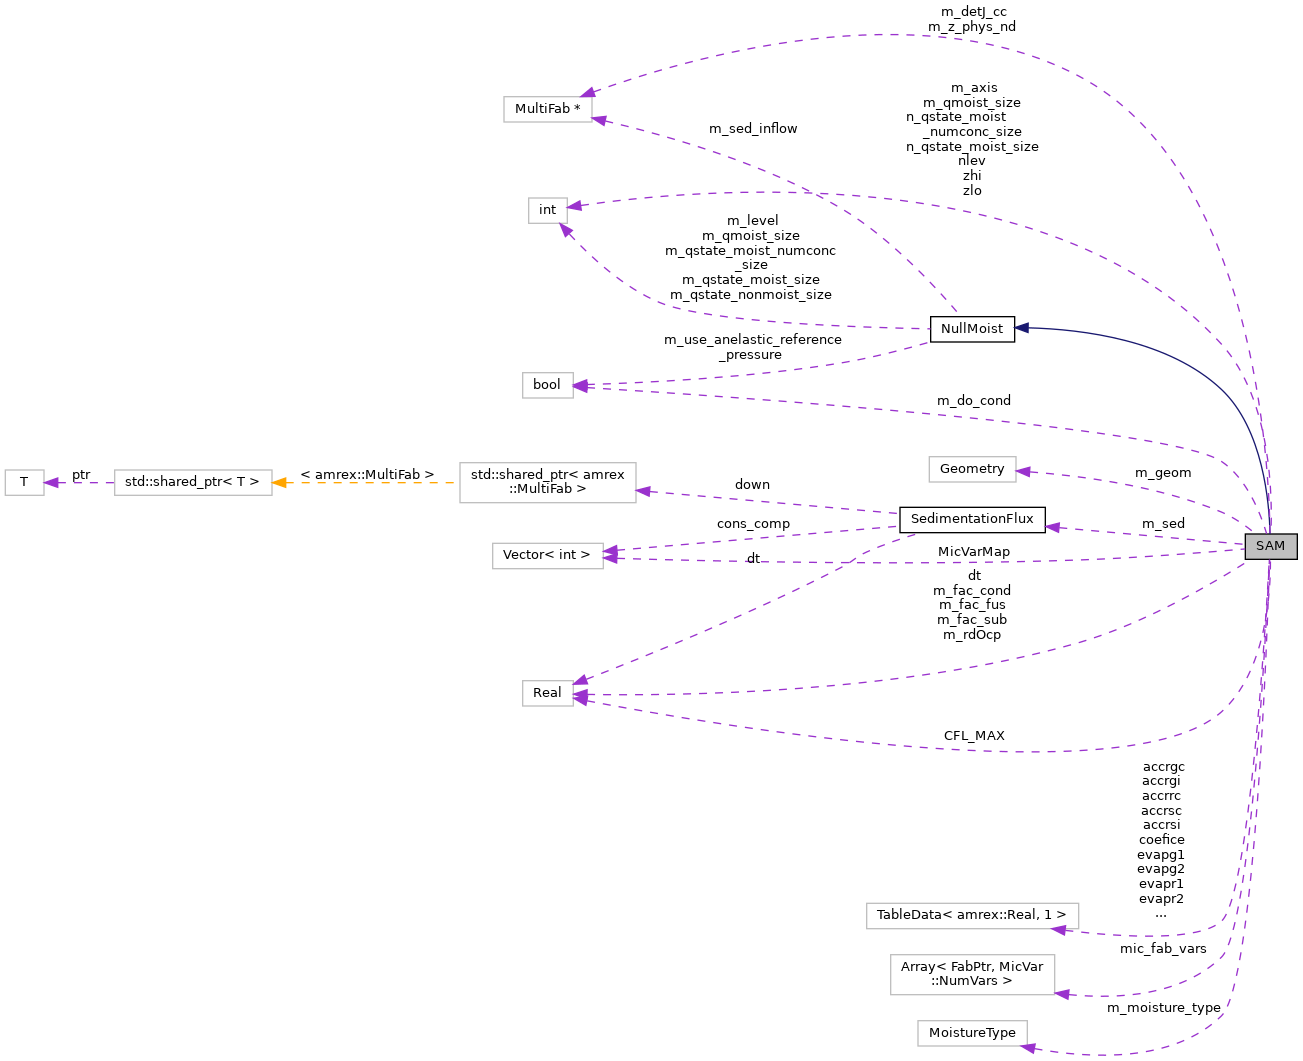 m_detJ_cc
m_z_phys_nd
MultiFab *
m_axis
m_qmoist_size
n_qstate_moist
_numconc_size
n_qstate_moist_size
nlev
zhi
zlo
m_sed_inflow
int
m_level
m_qmoist_size
m_qstate_moist_numconc
_size
m_qstate_moist_size
m_qstate_nonmoist_size
NullMoist
m_use_anelastic_reference
_pressure
bool
m_do_cond
Geometry
m_geom
T
ptr
std::shared_ptr< T >
< amrex::MultiFab >
std::shared_ptr< amrex
::MultiFab >
down
SedimentationFlux
m_sed
SAM
cons_comp
Vector< int >
dt
MicVarMap
dt
m_fac_cond
m_fac_fus
m_fac_sub
m_rdOcp
Real
CFL_MAX
accrgc
accrgi
accrrc
accrsc
accrsi
coefice
evapg1
evapg2
evapr1
evapr2
...
TableData< amrex::Real, 1 >
mic_fab_vars
Array< FabPtr, MicVar
::NumVars >
m_moisture_type
MoistureType